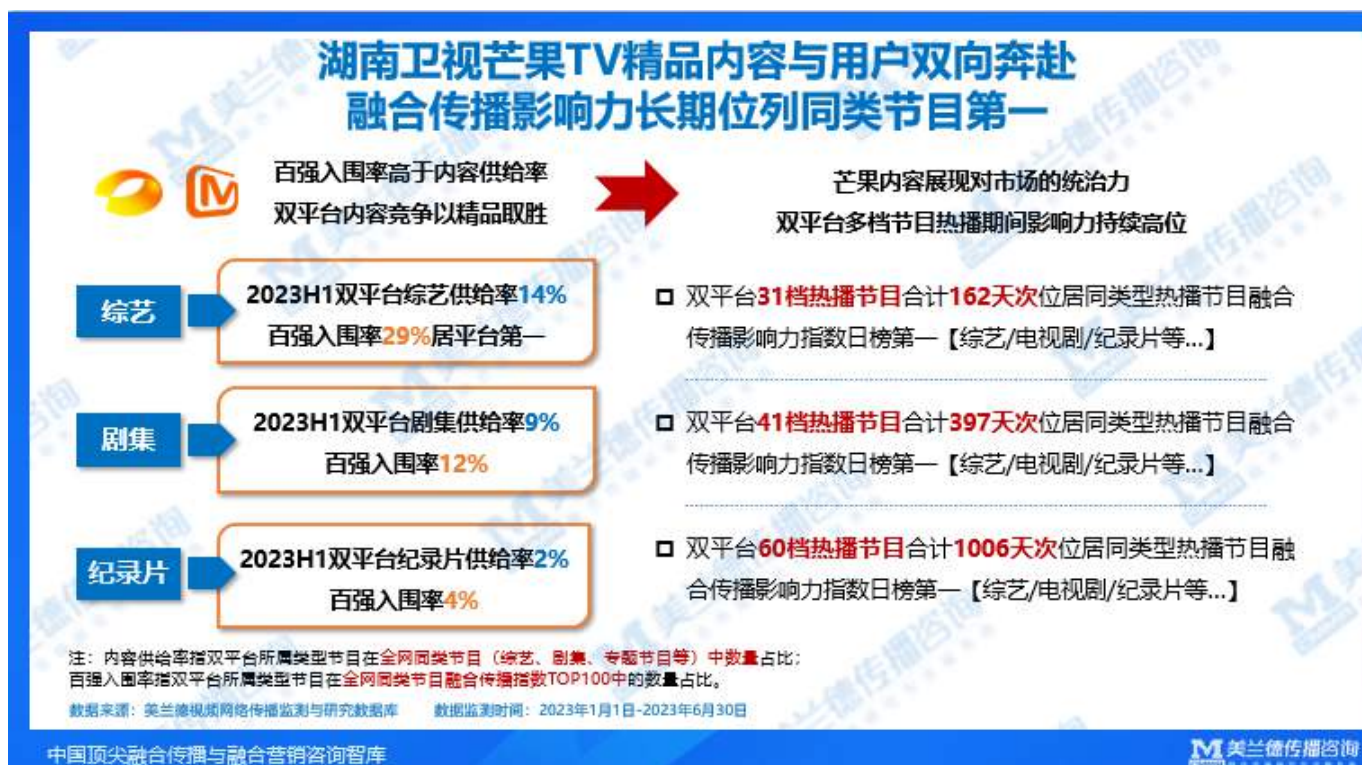 湖南卫视芒果TV精品内容与用户双向奔赴
融合传播影响力长期位列同类节目第一
百强入围率高于内容供给率
双平台内容竞争以精品取胜
芒果内容展现对市场的统治力
双平台多档节目热播期间影响力持续高位
综艺
2023H1双平台综艺供给率14%
百强入围率29%居平台第一
双平台31档热播节目合计162天次位居同类型热播节目融合
传播影响力指数日榜第一【综艺/电视剧/纪录片等...】
剧集
2023H1双平台剧集供给率9%
百强入围率12%
双平台41档热播节目合计397天次位居同类型热播节目融合
传播影响力指数日榜第一【综艺/电视剧/纪录片等...】
纪录片
2023H1双平台纪录片供给率2%
百强入围率4%
双平台60档热播节目合计1006天次位居同类型热播节目融
合传播影响力指数日榜第一【综艺/电视剧/纪录片等...】
注：内容供给率指双平台所属类型节目在全网同类节目（综艺、剧集、专题节目等）中数量占比；
百强入围率指双平台所属类型节目在全网同类节目融合传播指数TOP100中的数量占比。
数据来源：美兰德视频网络传播监测与研究数据库 数据监测时间：2023年1月1日-2023年6月30日
中国顶尖融合传播与融合营销咨询智库
美兰德传播咨询